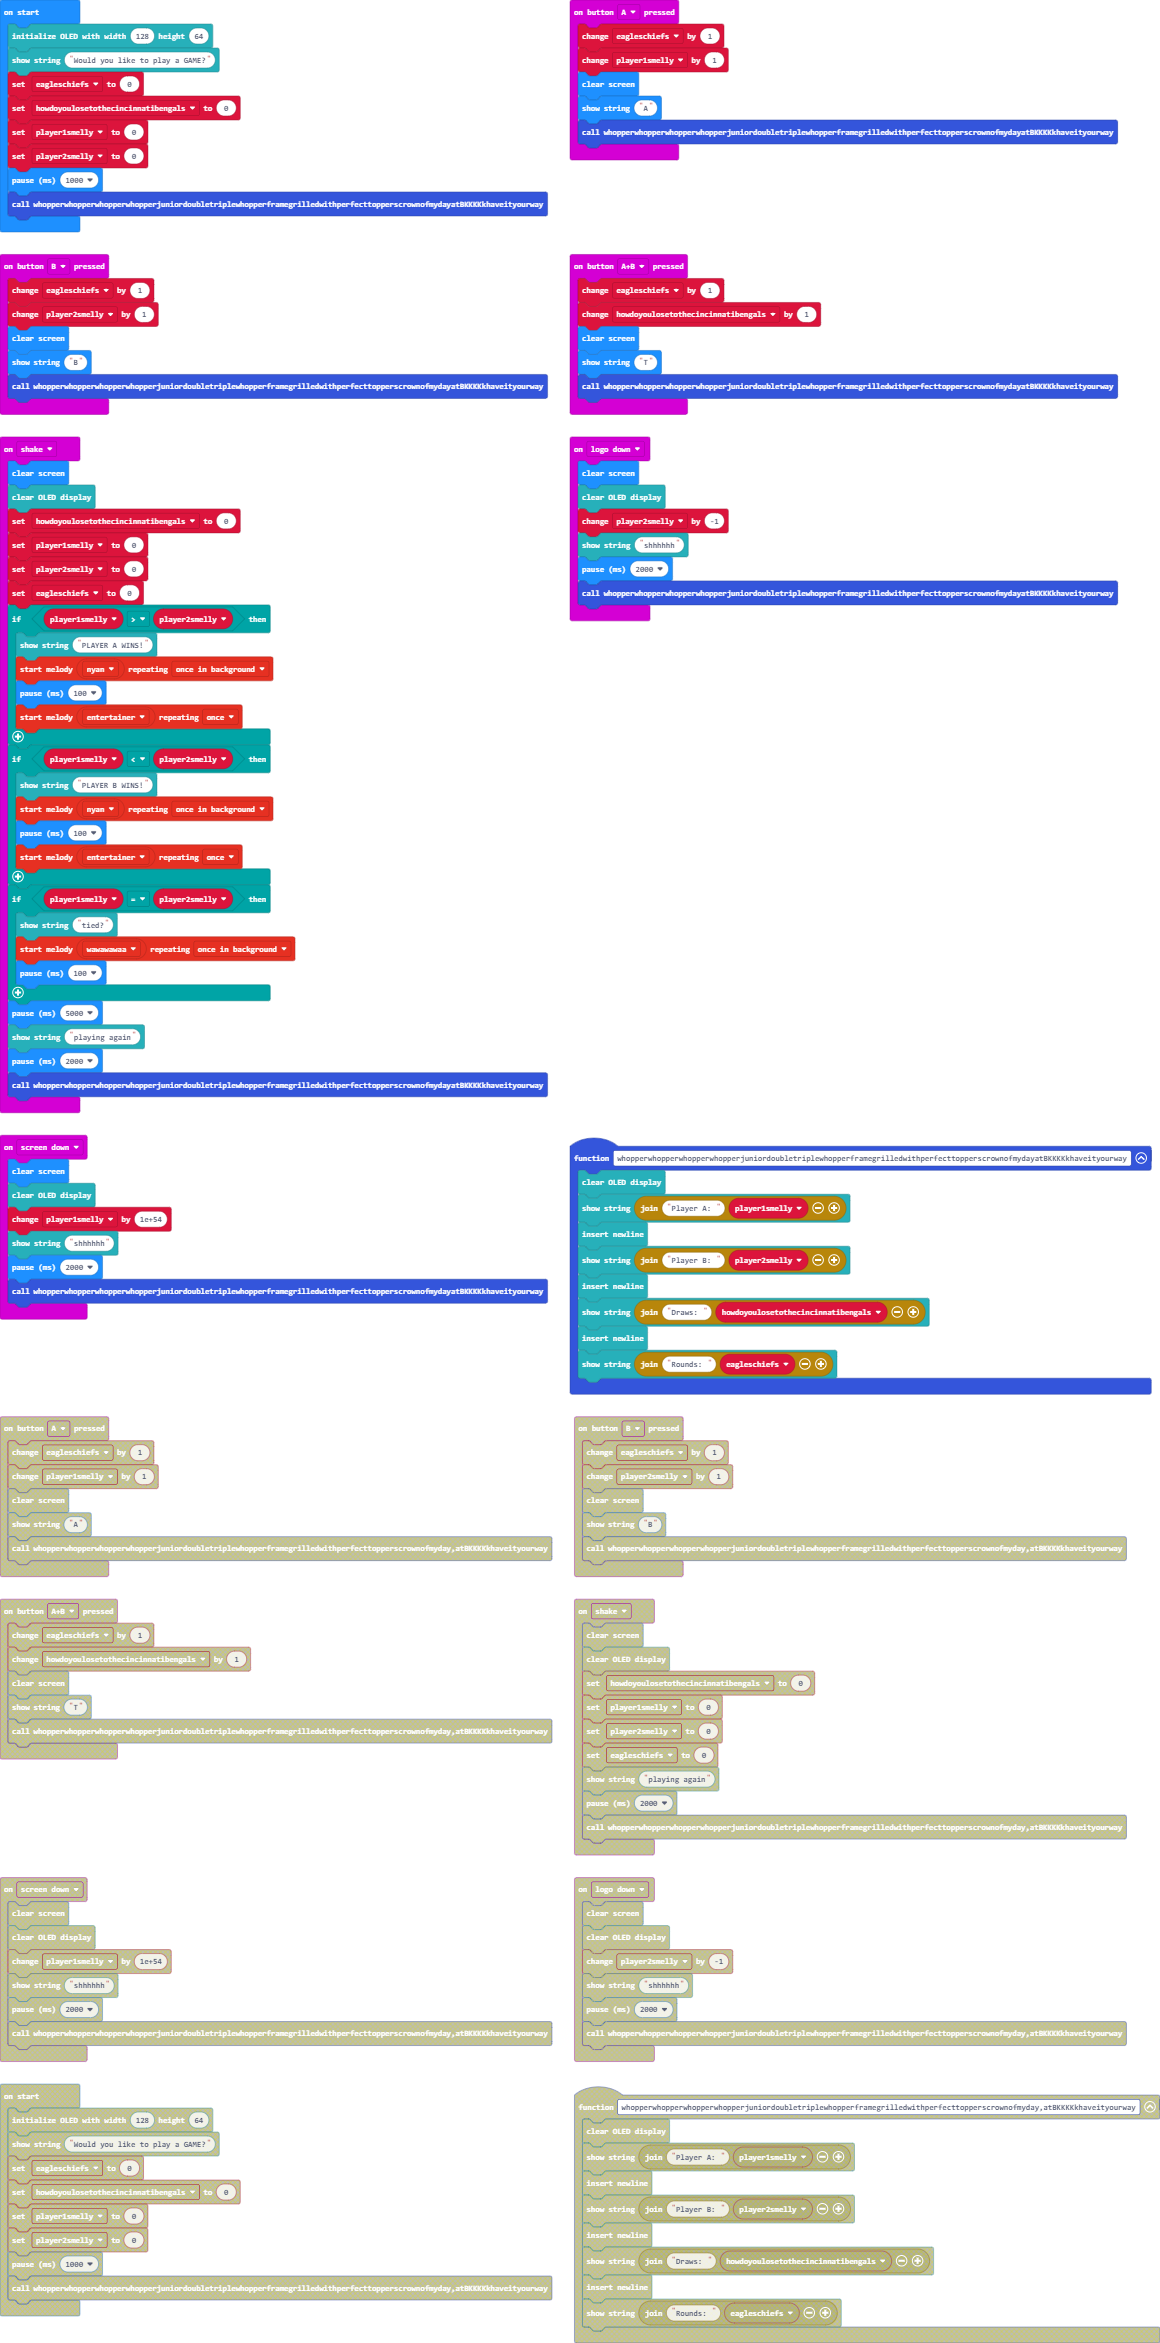 on start
initialize OLED with width 128 height 64
show string "Would you like to play a GAME?"
set eagleschiefs to 0
set howdoyoulosetothecincinnatibengals to 0
set player1smelly to 0
set player2smelly to 0
pause (ms) 1000
call whopperwhopperwhopperwhopperjuniordoubletriplewhopperframegrilledwithperfecttopperscrownofmydayatBKKKKkhaveityourway
on button A pressed
change eagleschiefs by 1
change player1smelly by 1
clear screen
show string "A"
call whopperwhopperwhopperwhopperjuniordoubletriplewhopperframegrilledwithperfecttopperscrownofmydayatBKKKKkhaveityourway
on button B pressed
change eagleschiefs by 1
change player2smelly by 1
clear screen
show string "B"
call whopperwhopperwhopperwhopperjuniordoubletriplewhopperframegrilledwithperfecttopperscrownofmydayatBKKKKkhaveityourway
on button A+B pressed
change eagleschiefs by 1
change howdoyoulosetothecincinnatibengals by 1
clear screen
show string "T"
call whopperwhopperwhopperwhopperjuniordoubletriplewhopperframegrilledwithperfecttopperscrownofmydayatBKKKKkhaveityourway
on shake
clear screen
clear OLED display
set howdoyoulosetothecincinnatibengals to 0
set player1smelly to 0
set player2smelly to 0
set eagleschiefs to 0
if player1smelly > player2smelly then
show string "PLAYER A WINS!"
start melody nyan repeating once in background
pause (ms) 100
start melody entertainer repeating once
if player1smelly < player2smelly then
show string "PLAYER B WINS!"
start melody nyan repeating once in background
pause (ms) 100
start melody entertainer repeating once
if player1smelly = player2smelly then
show string "tied?"
start melody wawawawaa repeating once in background
pause (ms) 100
pause (ms) 5000
show string "playing again"
pause (ms) 2000
call whopperwhopperwhopperwhopperjuniordoubletriplewhopperframegrilledwithperfecttopperscrownofmydayatBKKKKkhaveityourway
on logo down
clear screen
clear OLED display
change player2smelly by -1
show string "shhhhhh"
pause (ms) 2000
call whopperwhopperwhopperwhopperjuniordoubletriplewhopperframegrilledwithperfecttopperscrownofmydayatBKKKKkhaveityourway
on screen down
clear screen
clear OLED display
change player1smelly by 1e+54
show string "shhhhhh"
pause (ms) 2000
call whopperwhopperwhopperwhopperjuniordoubletriplewhopperframegrilledwithperfecttopperscrownofmydayatBKKKKkhaveityourway
function whopperwhopperwhopperwhopperjuniordoubletriplewhopperframegrilledwithperfecttopperscrownofmydayatBKKKKkhaveityourway
clear OLED display
show string join "Player A: " player1smelly
insert newline
show string join "Player B: " player2smelly
insert newline
show string join "Draws: " howdoyoulosetothecincinnatibengals
insert newline
show string join "Rounds: " eagleschiefs
on button A pressed
change eagleschiefs by 1
change player1smelly by 1
clear screen
show string "A"
call whopperwhopperwhopperwhopperjuniordoubletriplewhopperframegrilledwithperfecttopperscrownofmyday,atBKKKKkhaveityourway
on button B pressed
change eagleschiefs by 1
change player2smelly by 1
clear screen
show string "B"
call whopperwhopperwhopperwhopperjuniordoubletriplewhopperframegrilledwithperfecttopperscrownofmyday,atBKKKKkhaveityourway
on button A+B pressed
change eagleschiefs by 1
change howdoyoulosetothecincinnatibengals by 1
clear screen
show string "T"
call whopperwhopperwhopperwhopperjuniordoubletriplewhopperframegrilledwithperfecttopperscrownofmyday,atBKKKKkhaveityourway
on shake
clear screen
clear OLED display
set howdoyoulosetothecincinnatibengals to 0
set player1smelly to 0
set player2smelly to 0
set eagleschiefs to 0
show string "playing again"
pause (ms) 2000
call whopperwhopperwhopperwhopperjuniordoubletriplewhopperframegrilledwithperfecttopperscrownofmyday,atBKKKKkhaveityourway
on screen down
clear screen
clear OLED display
change player1smelly by 1e+54
show string "shhhhhh"
pause (ms) 2000
call whopperwhopperwhopperwhopperjuniordoubletriplewhopperframegrilledwithperfecttopperscrownofmyday,atBKKKKkhaveityourway
on logo down
clear screen
clear OLED display
change player2smelly by -1
show string "shhhhhh"
pause (ms) 2000
call whopperwhopperwhopperwhopperjuniordoubletriplewhopperframegrilledwithperfecttopperscrownofmyday,atBKKKKkhaveityourway
on start
initialize OLED with width 128 height 64
show string "Would you like to play a GAME?"
set eagleschiefs to 0
set howdoyoulosetothecincinnatibengals to 0
set player1smelly to 0
set player2smelly to 0
pause (ms) 1000
call whopperwhopperwhopperwhopperjuniordoubletriplewhopperframegrilledwithperfecttopperscrownofmyday,atBKKKKkhaveityourway
function whopperwhopperwhopperwhopperjuniordoubletriplewhopperframegrilledwithperfecttopperscrownofmyday,atBKKKKkhaveityourway
clear OLED display
show string join "Player A: " player1smelly
insert newline
show string join "Player B: " player2smelly
insert newline
show string join "Draws: " howdoyoulosetothecincinnatibengals
insert newline
show string join "Rounds: " eagleschiefs